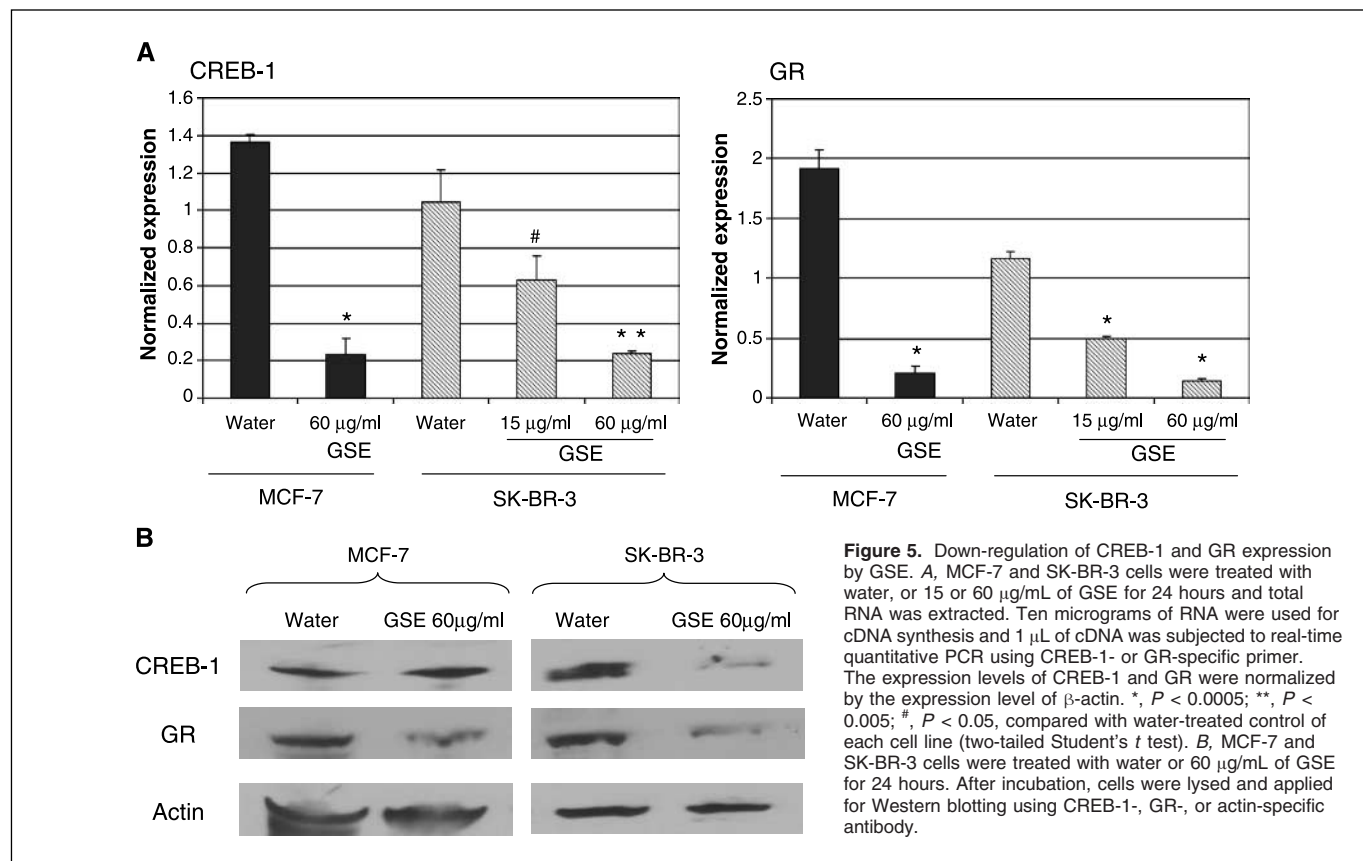 A
CREB-1
Normalized expression
1.6
1.4
1.2
1
0.8
0.6
0.4
0.2
0
*
#
* *
Water 60 µg/ml Water 15 µg/ml 60 µg/ml
GSE GSE
MCF-7 SK-BR-3
GR
Normalized expression
2.5
2
1.5
1
0.5
0
*
*
*
Water 60 µg/ml Water 15 µg/ml 60 µg/ml
GSE GSE
MCF-7 SK-BR-3
B
MCF-7 SK-BR-3
Water GSE 60µg/ml Water GSE 60µg/ml
CREB-1
GR
Actin
Figure 5. Down-regulation of CREB-1 and GR expression
by GSE. A, MCF-7 and SK-BR-3 cells were treated with
water, or 15 or 60 µg/mL of GSE for 24 hours and total
RNA was extracted. Ten micrograms of RNA were used for
cDNA synthesis and 1 µL of cDNA was subjected to real-time
quantitative PCR using CREB-1- or GR-specific primer.
The expression levels of CREB-1 and GR were normalized
by the expression level of β-actin. *, P < 0.0005; **, P <
0.005; #, P < 0.05, compared with water-treated control of
each cell line (two-tailed Student's t test). B, MCF-7 and
SK-BR-3 cells were treated with water or 60 µg/mL of GSE
for 24 hours. After incubation, cells were lysed and applied
for Western blotting using CREB-1-, GR-, or actin-specific
antibody.